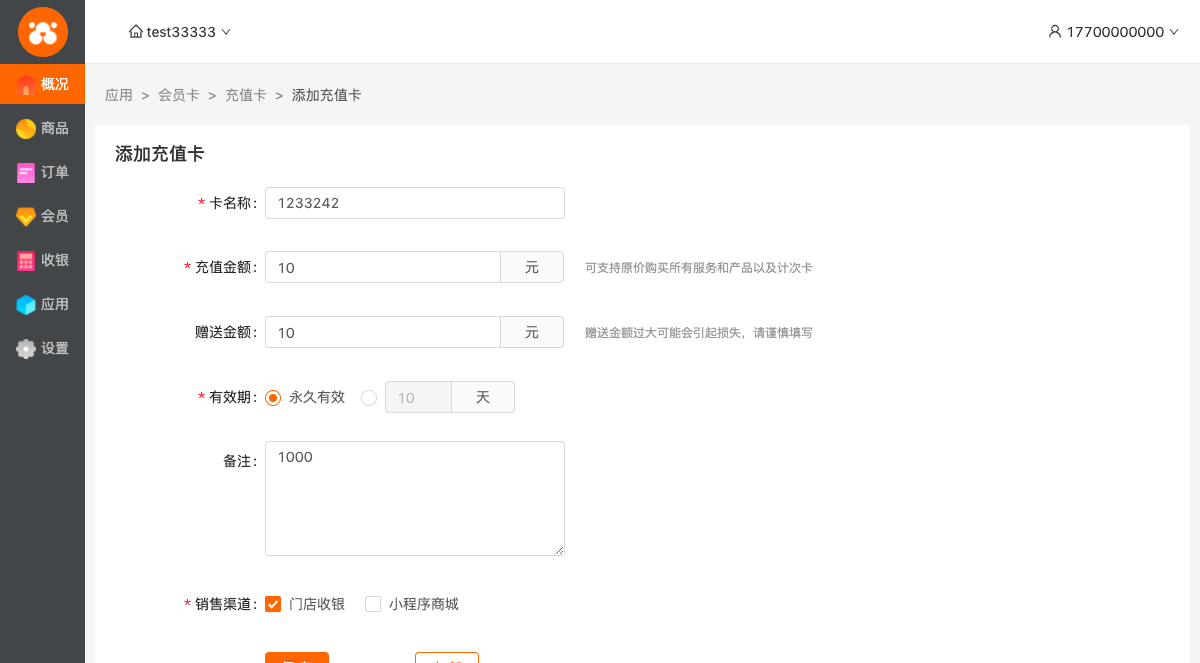 test33333
17700000000
概况
商品
订单
会员
收银
应用
设置
应用 > 会员卡 > 充值卡 > 添加充值卡
添加充值卡
* 卡名称: 1233242
* 充值金额: 10 元 可支持原价购买所有服务和产品以及计次卡
赠送金额: 10 元 赠送金额过大可能会引起损失，请谨慎填写
* 有效期: 永久有效 10 天
备注: 1000
* 销售渠道: 门店收银 小程序商城